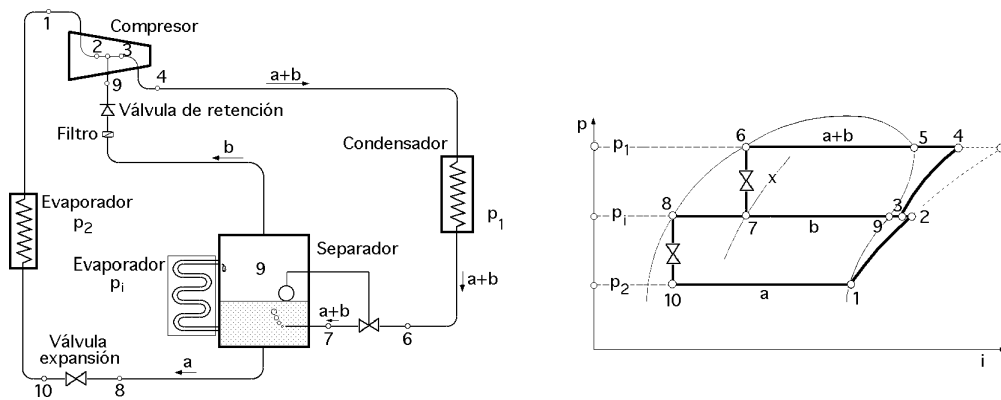 1
Compresor
2
3
9
4
Válvula de retención
Filtro
a+b
b
Condensador
p1
Evaporador
p2
Evaporador
pi
Separador
9
a+b
a+b
7
6
Válvula
expansión
a
10
8
p
p1
6
a+b
5
4
x
8
pi
7
b
9
3
2
p2
10
a
1
i